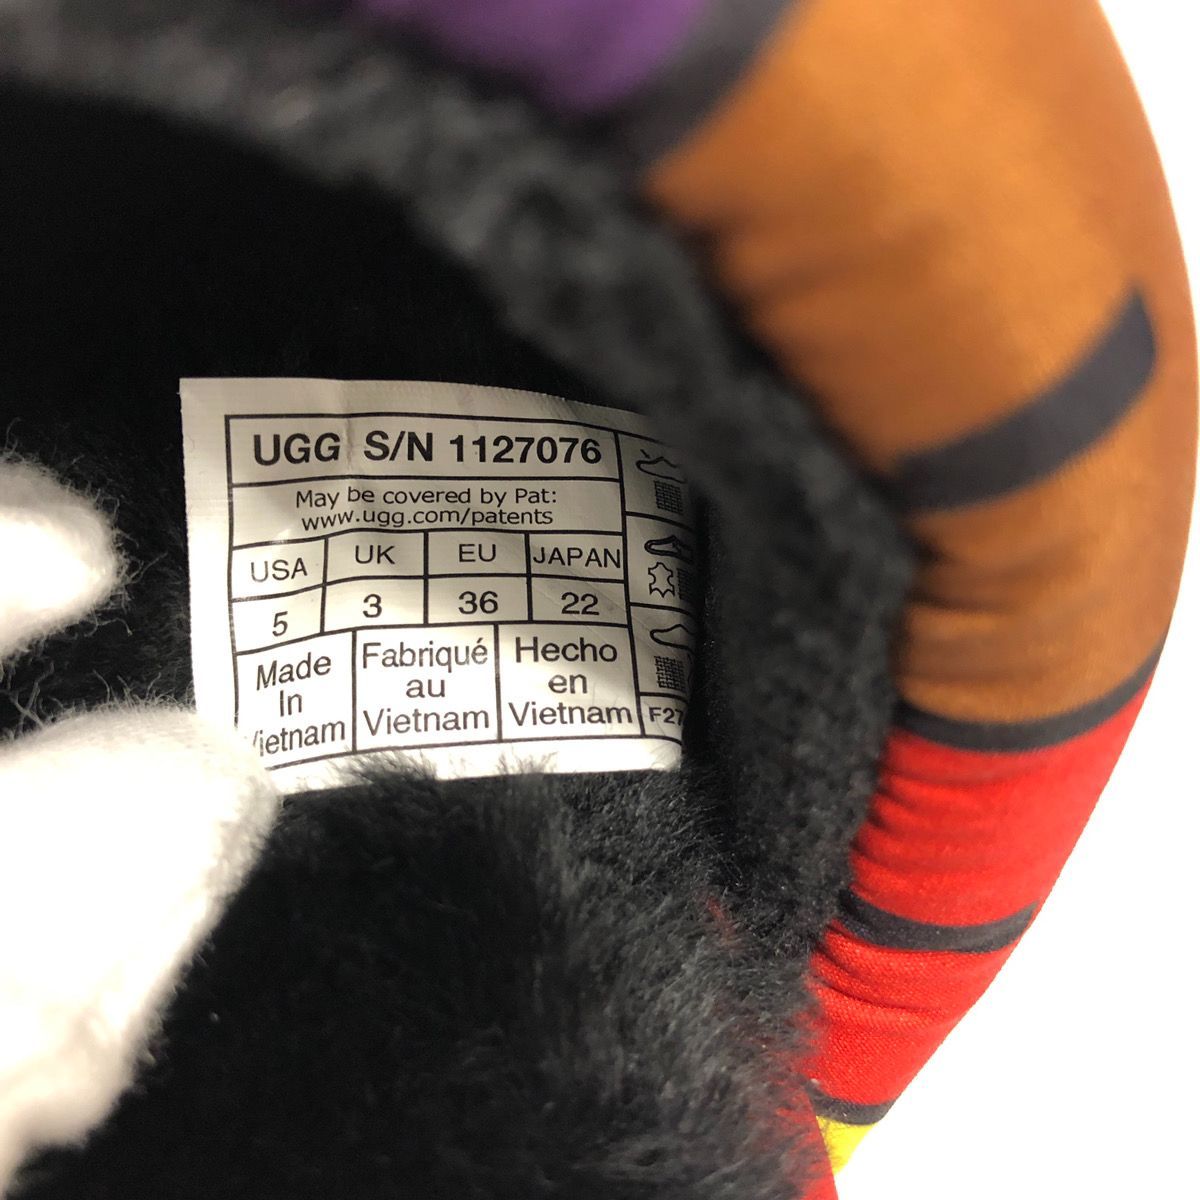 UGG S/N 1127076
May be covered by Pat:
www.ugg.com/patents
USA UK EU JAPAN
5 3 36 22
Made In Vietnam
Fabriqué au Vietnam
Hecho en Vietnam
F27